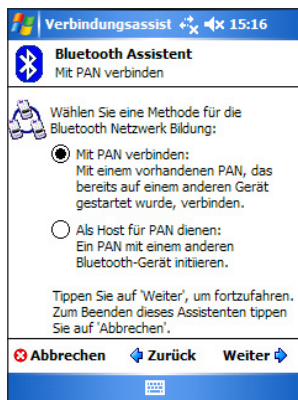 Verbindungsassist 15:16
Bluetooth Assistent
Mit PAN verbinden
Wählen Sie eine Methode für die
Bluetooth Netzwerk Bildung:
Mit PAN verbinden:
Mit einem vorhandenen PAN, das
bereits auf einem anderen Gerät
gestartet wurde, verbinden.
Als Host für PAN dienen:
Ein PAN mit einem anderen
Bluetooth-Gerät initiieren.
Tippen Sie auf 'Weiter', um fortzufahren.
Zum Beenden dieses Assistenten tippen
Sie auf 'Abbrechen'.
Abbrechen Zurück Weiter